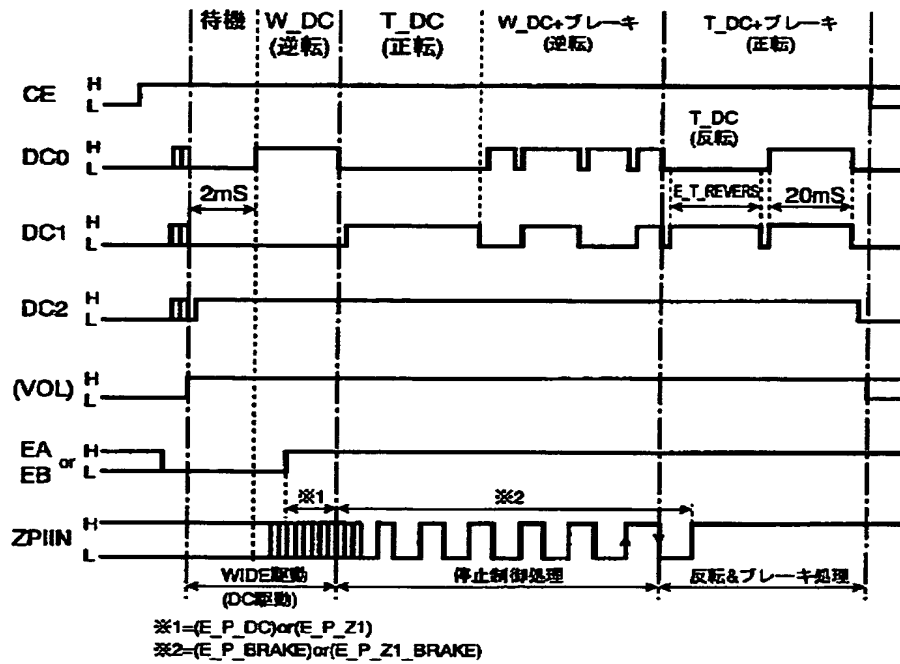 待機
W_DC
(逆転)
T_DC
(正転)
W_DC+ブレーキ
(逆転)
T_DC+ブレーキ
(正転)
CE
H
L
T_DC
(反転)
DC0
H
L
2mS
E_T_REVERS
20mS
DC1
H
L
DC2
H
L
(VOL)
H
L
EA or EB
H
L
※1
※2
ZPIIN
H
L
WIDE駆動
(DC駆動)
停止制御処理
反転&ブレーキ処理
※1=(E_P_DC)or(E_P_Z1)
※2=(E_P_BRAKE)or(E_P_Z1_BRAKE)